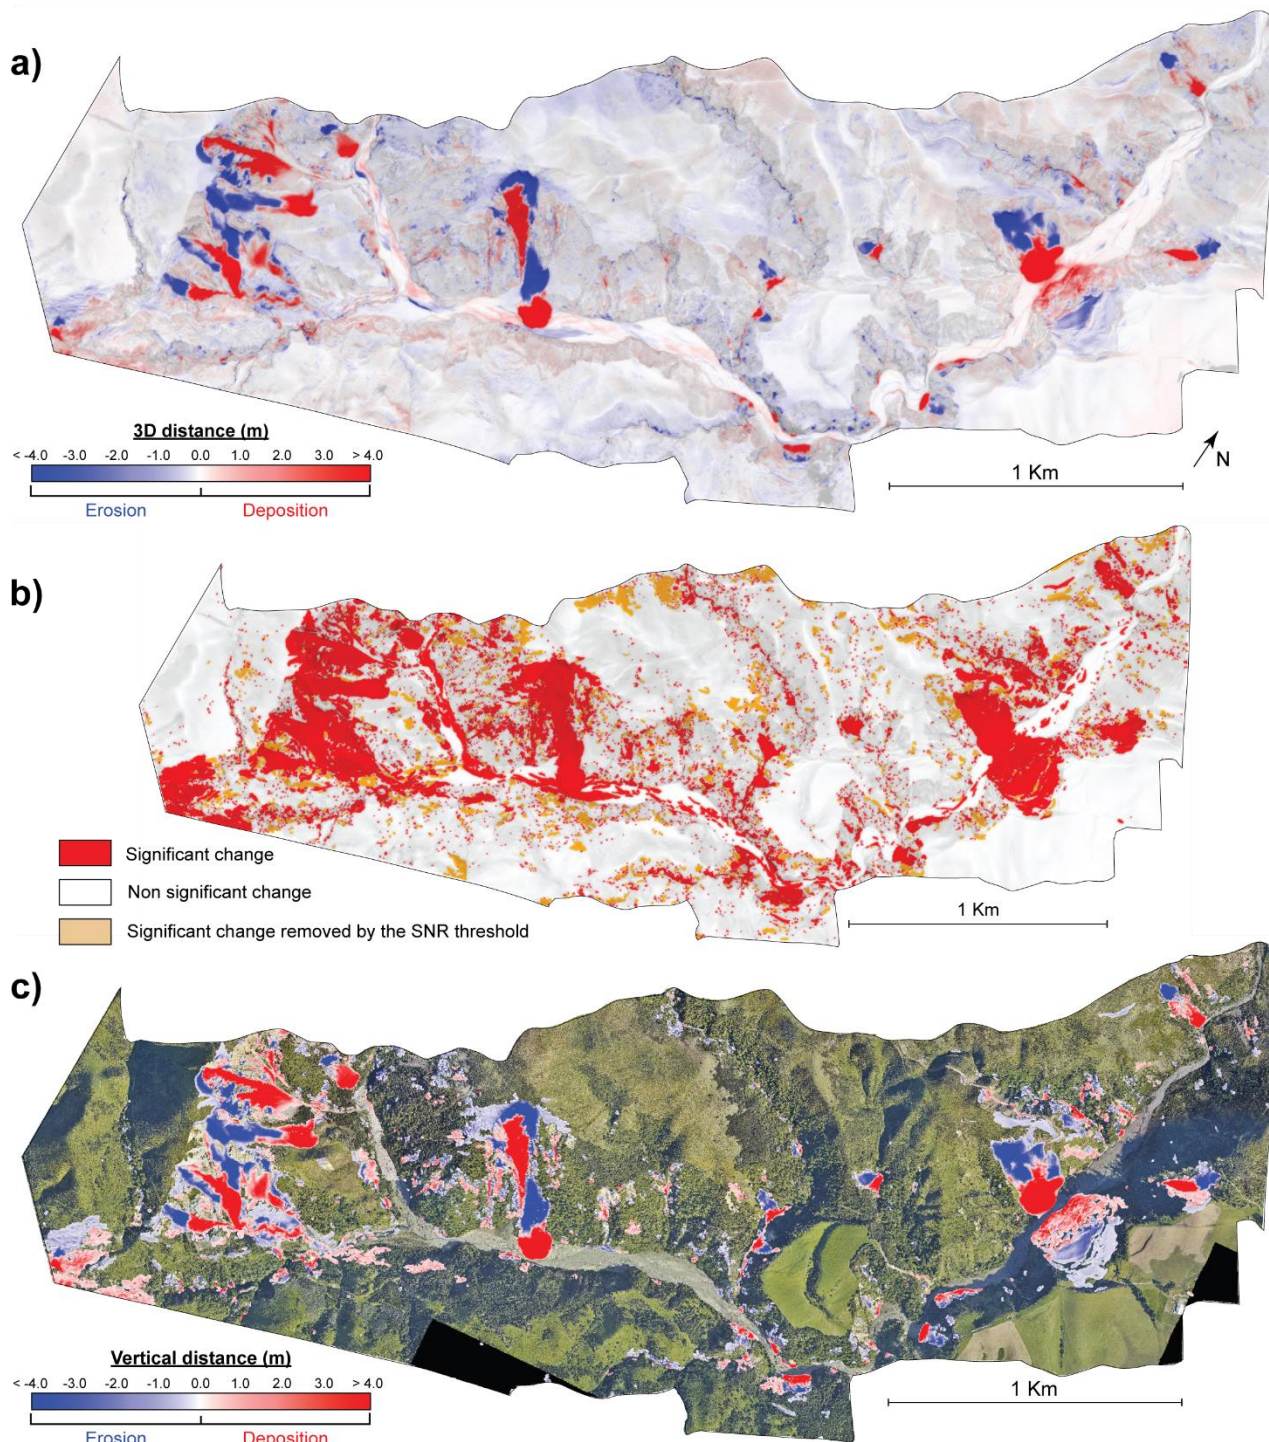 a)
3D distance (m)
< -4.0 -3.0 -2.0 -1.0 0.0 1.0 2.0 3.0 > 4.0
Erosion Deposition
N
1 Km
b)
Significant change
Non significant change
Significant change removed by the SNR threshold
1 Km
c)
Vertical distance (m)
< -4.0 -3.0 -2.0 -1.0 0.0 1.0 2.0 3.0 > 4.0
Erosion Deposition
1 Km